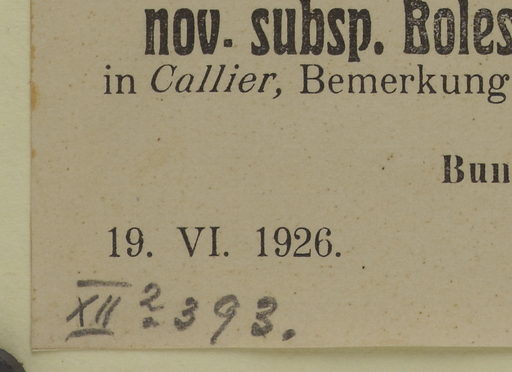 nov. subsp. Boles
in Callier, Bemerkung
Bun
19. VI. 1926.
XII 2. 393.